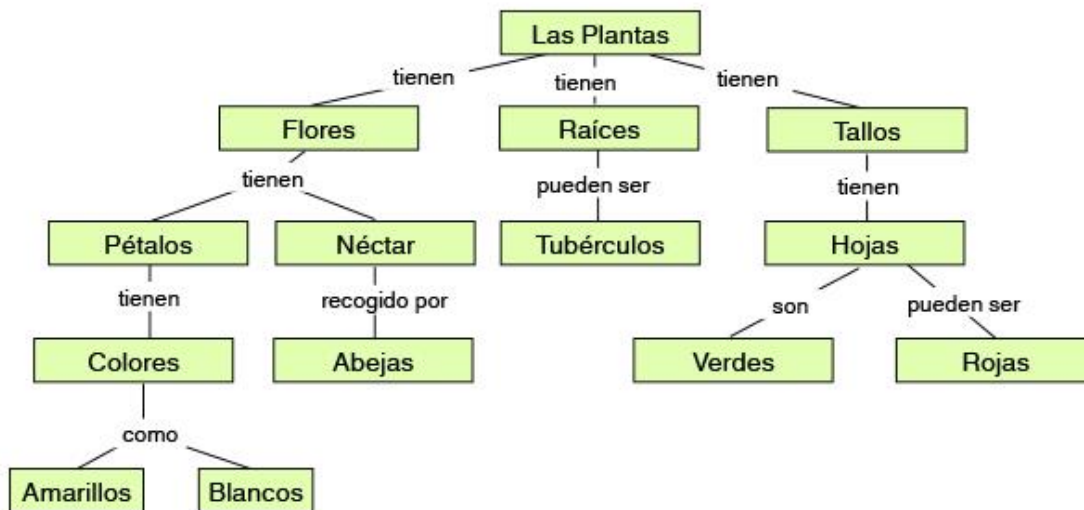 Las Plantas
tienen
tienen
tienen
Flores
Raíces
Tallos
tienen
pueden ser
tienen
Pétalos
Néctar
Tubérculos
Hojas
tienen
recogido por
son
pueden ser
Colores
Abejas
Verdes
Rojas
como
Amarillos
Blancos